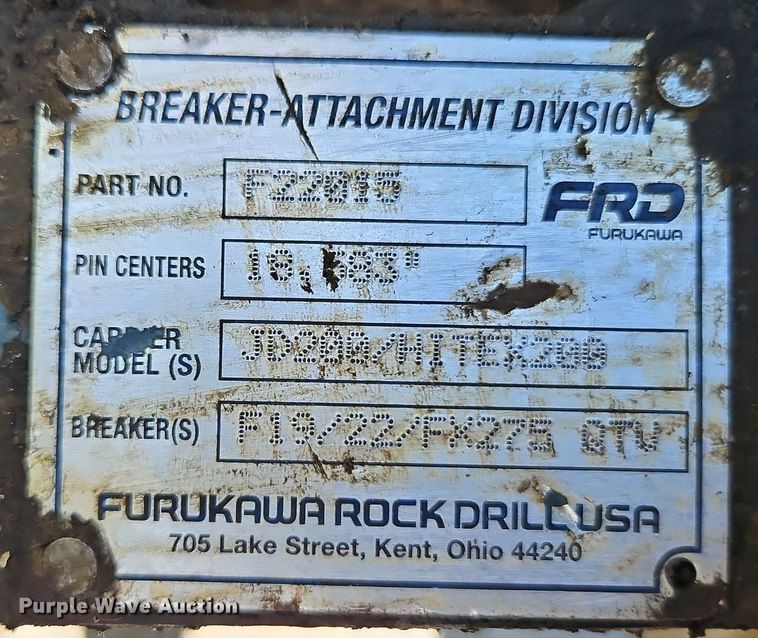 BREAKER-ATTACHMENT DIVISION
PART NO. F22015
FRD
FURUKAWA
PIN CENTERS
CARRIER
MODEL (S) JD200/HITEX200
BREAKER(S) F19/22/FX275 QTV
FURUKAWA ROCK DRILL USA
705 Lake Street, Kent, Ohio 44240
Purple Wave Auction